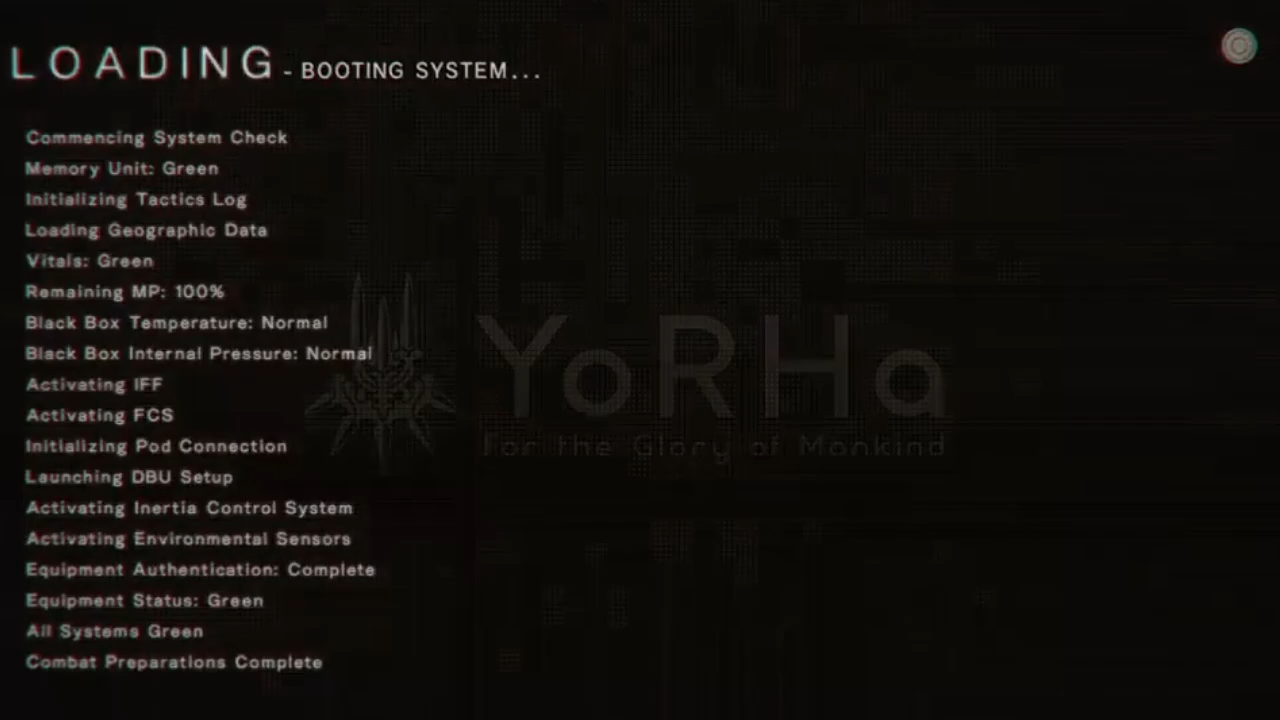 LOADING - BOOTING SYSTEM...
Commencing System Check
Memory Unit: Green
Initializing Tactics Log
Loading Geographic Data
Vitals: Green
Remaining MP: 100%
Black Box Temperature: Normal
Black Box Internal Pressure: Normal
Activating IFF
Activating FCS
Initializing Pod Connection
Launching DBU Setup
Activating Inertia Control System
Activating Environmental Sensors
Equipment Authentication: Complete
Equipment Status: Green
All Systems Green
Combat Preparations Complete
YoRHa
For the Glory of Mankind